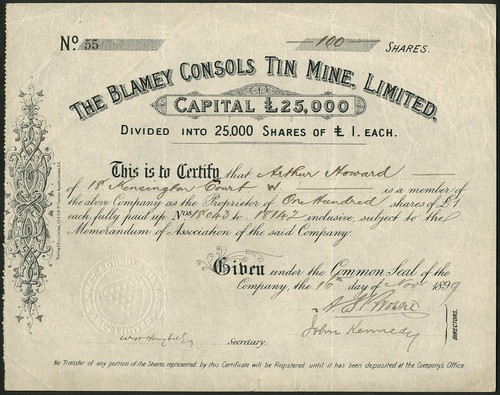 No. 55
100 SHARES.
THE BLAMEY CONSOLS TIN MINE, LIMITED,
CAPITAL £25,000
DIVIDED INTO 25,000 SHARES OF £1. EACH.
This is to Certify that Arthur Howard
of 18 Kensington Court W. is a member of
the above Company as the Proprietor of One Hundred shares of £1
each, fully paid up Nos 18043 to 18142 inclusive, subject to the
Memorandum of Association of the said Company.
Given under the Common Seal of the
Company, the 16th day of Nov 1899
John Kennedy
DIRECTORS.
Secretary.
No Transfer of any portion of the Shares represented by this Certificate will be Registered until it has been deposited at the Company's Office.